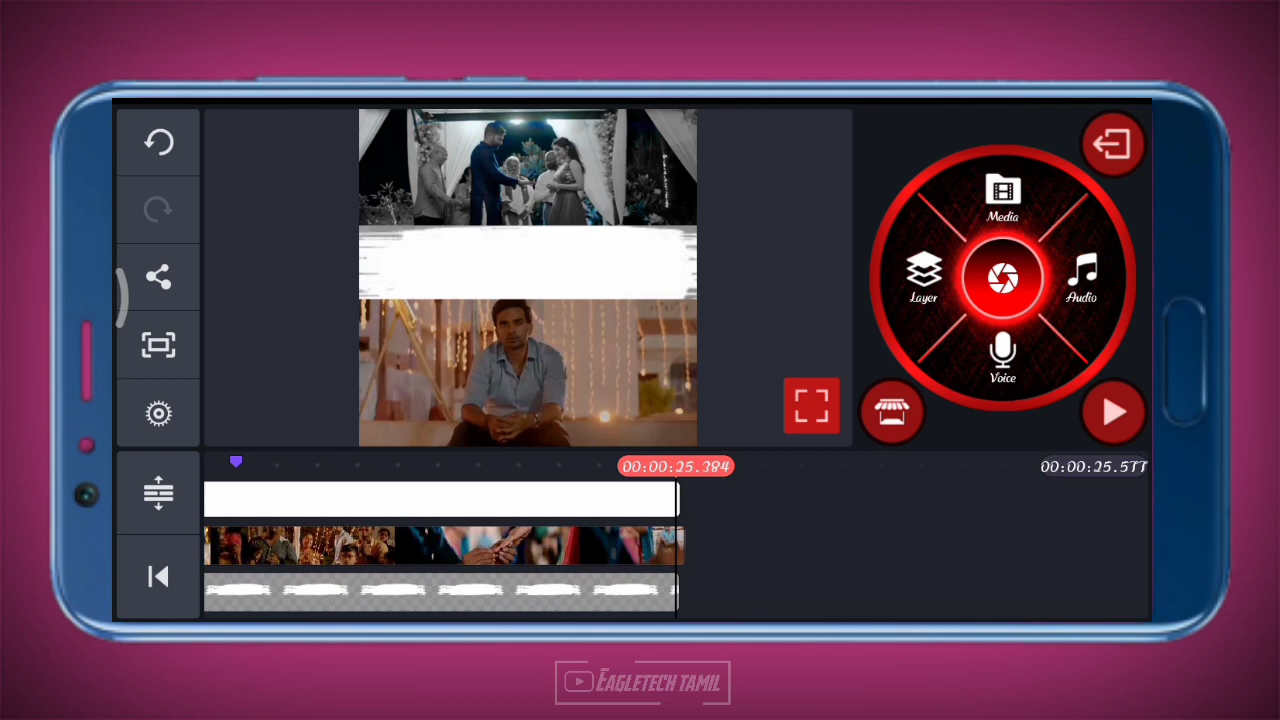 Media
Layer
Audio
Voice
00:00:25.384
00:00:25.577
EAGLETECH TAMIL